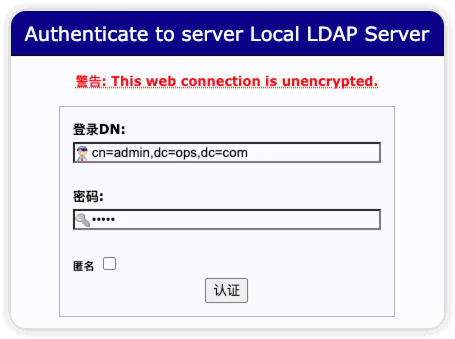 Authenticate to server Local LDAP Server
警告: This web connection is unencrypted.
登录DN:
cn=admin,dc=ops,dc=com
密码:
•••••
匿名
认证